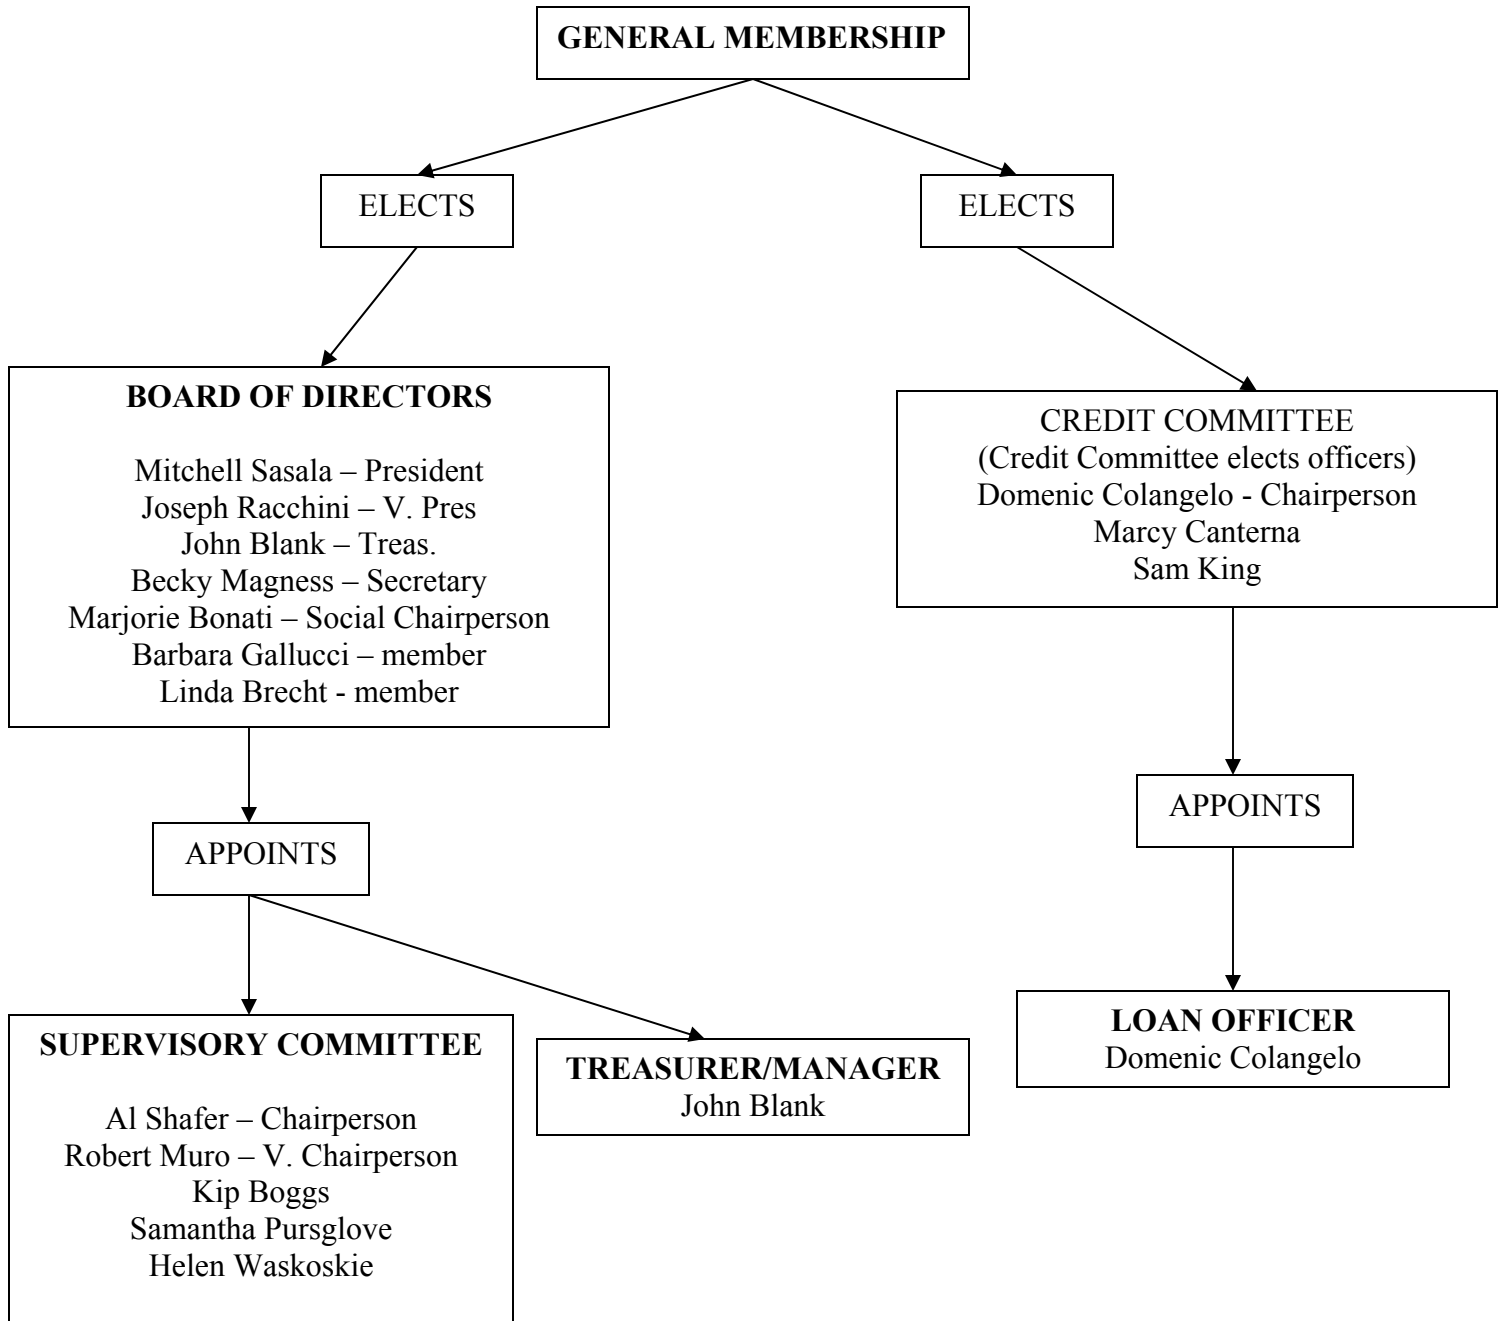 GENERAL MEMBERSHIP
ELECTS
ELECTS
BOARD OF DIRECTORS
Mitchell Sasala – President
Joseph Racchini – V. Pres
John Blank – Treas.
Becky Magness – Secretary
Marjorie Bonati – Social Chairperson
Barbara Gallucci – member
Linda Brecht - member
CREDIT COMMITTEE
(Credit Committee elects officers)
Domenic Colangelo - Chairperson
Marcy Canterna
Sam King
APPOINTS
APPOINTS
SUPERVISORY COMMITTEE
Al Shafer – Chairperson
Robert Muro – V. Chairperson
Kip Boggs
Samantha Pursglove
Helen Waskoskie
TREASURER/MANAGER
John Blank
LOAN OFFICER
Domenic Colangelo